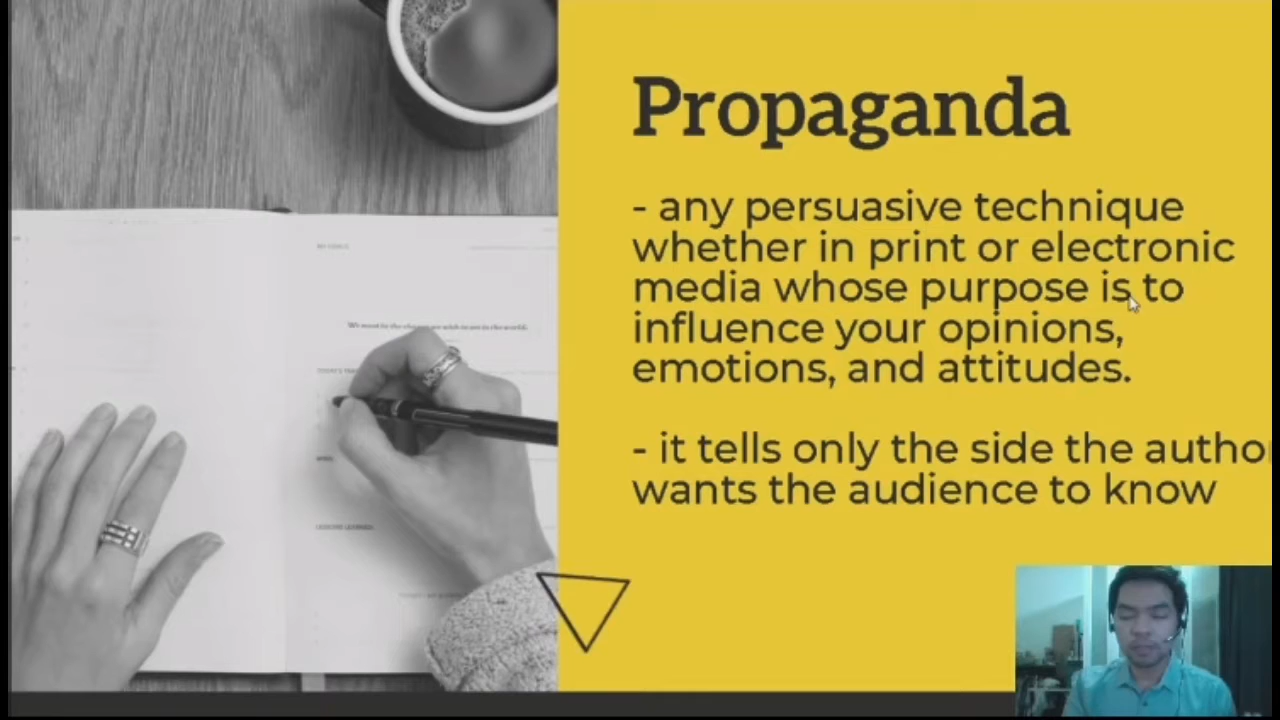 Propaganda
- any persuasive technique
whether in print or electronic
media whose purpose is to
influence your opinions,
emotions, and attitudes.
- it tells only the side the author
wants the audience to know